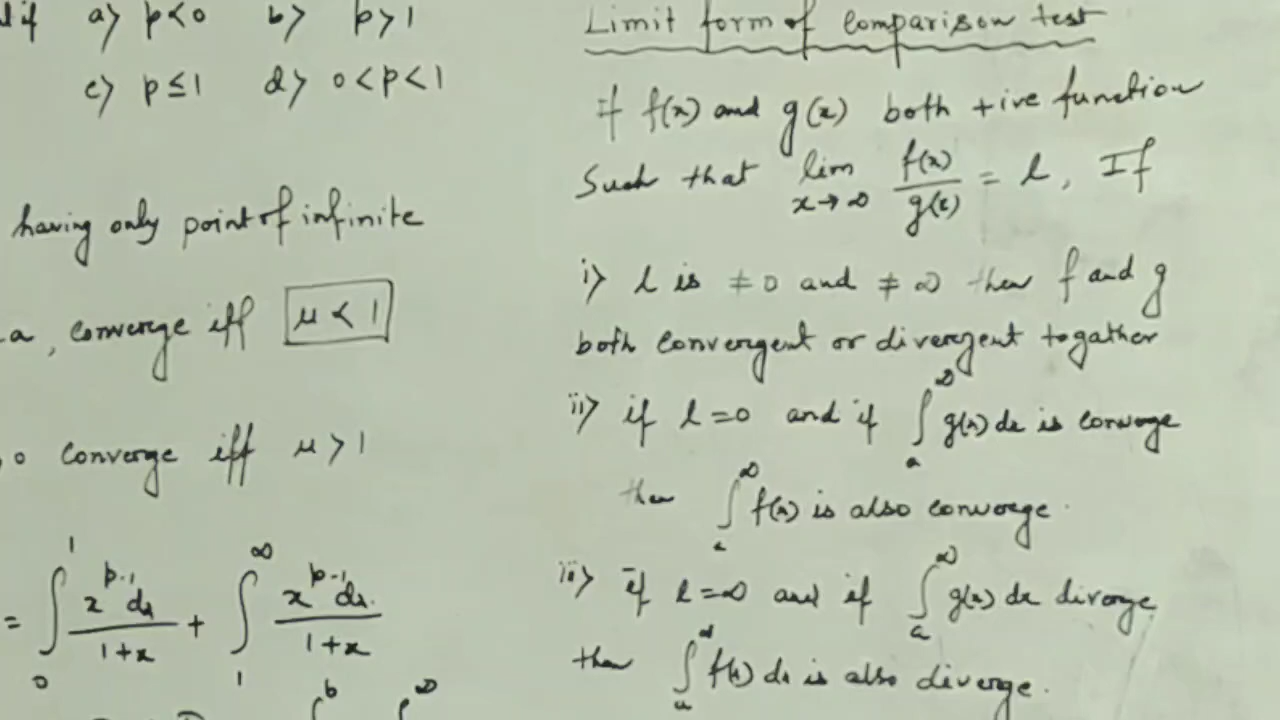 if a) p<0 b) p>1
c) p≤1 d) 0<p<1
having only point of infinite
a, converge iff μ < 1
converge iff μ > 1
= ∫₀¹ x^{p-1} dx / 1+x + ∫₁^∞ x^{p-1} dx. / 1+x
Limit form of comparison test
If f(x) and g(x) both +ive function
Such that lim x→∞ f(x)/g(x) = l, If
i) l is ≠0 and ≠∞ then f and g
both convergent or divergent togather
ii) if l=0 and if ∫ₐ^∞ g(x) dx is converge
then ∫ₐ^∞ f(x) is also converge.
iii) if l=∞ and if ∫ₐ^∞ g(x) dx diverge
then ∫ₐ^∞ f(x) dx is also diverge.